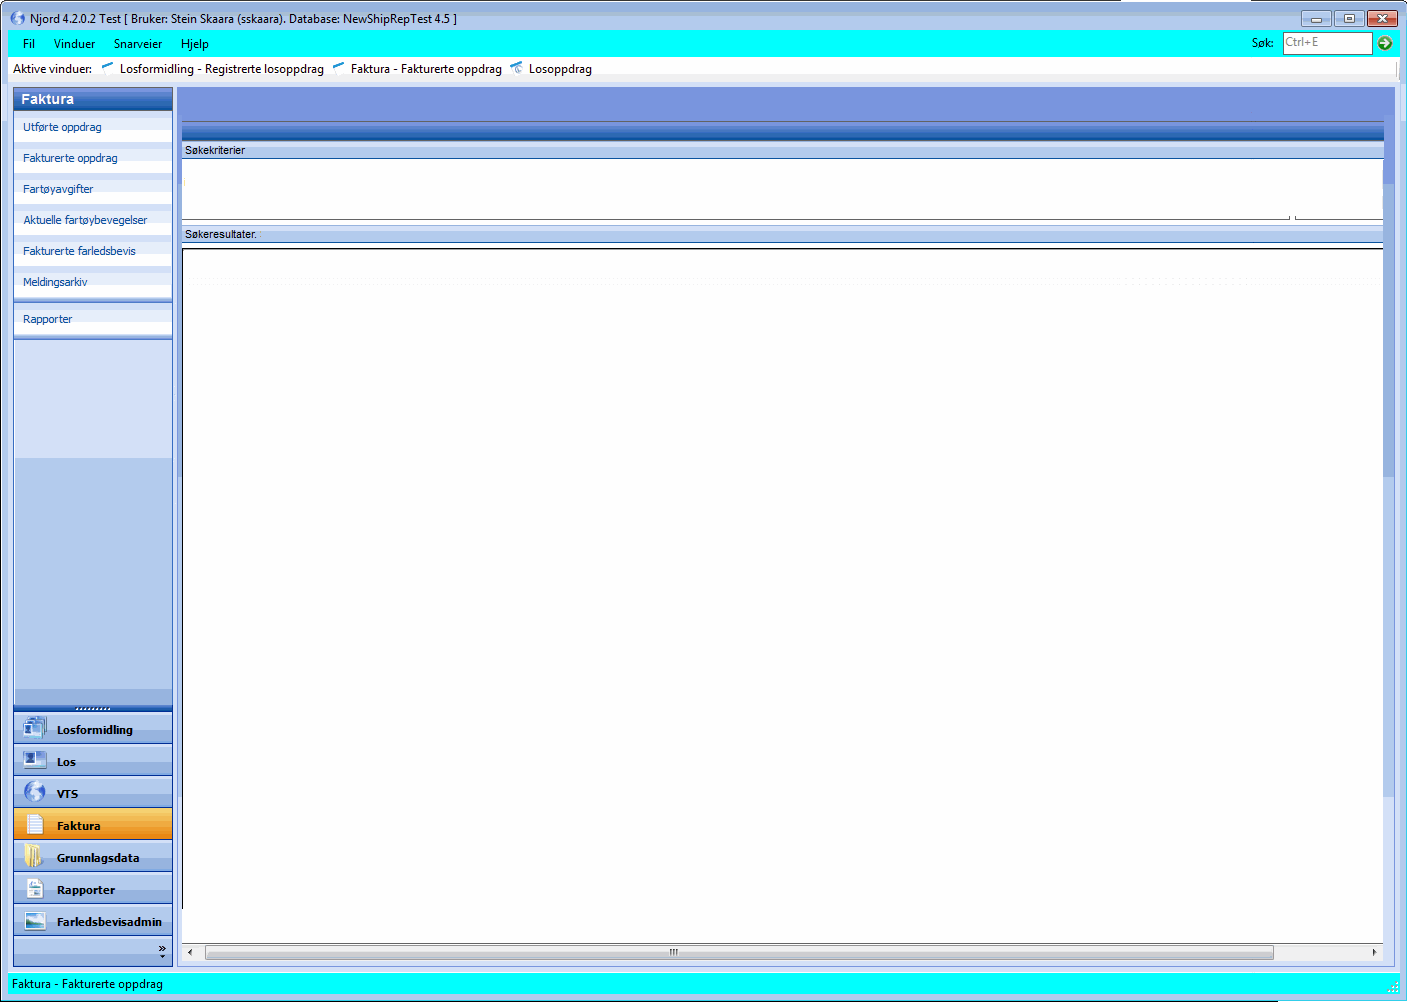 Njord 4.2.0.2 Test [ Bruker: Stein Skaara (sskaara). Database: NewShipRepTest 4.5 ]
Fil Vinduer Snarveier Hjelp Søk: Ctrl+E
Aktive vinduer: Losformidling - Registrerte losoppdrag Faktura - Fakturerte oppdrag Losoppdrag
Faktura
Utførte oppdrag
Fakturerte oppdrag
Fartøyavgifter
Aktuelle fartøybevegelser
Fakturerte farledsbevis
Meldingsarkiv
Rapporter
Søkekriterier
Søkeresultater.
Losformidling
Los
VTS
Faktura
Grunnlagsdata
Rapporter
Farledsbevisadmin
Faktura - Fakturerte oppdrag